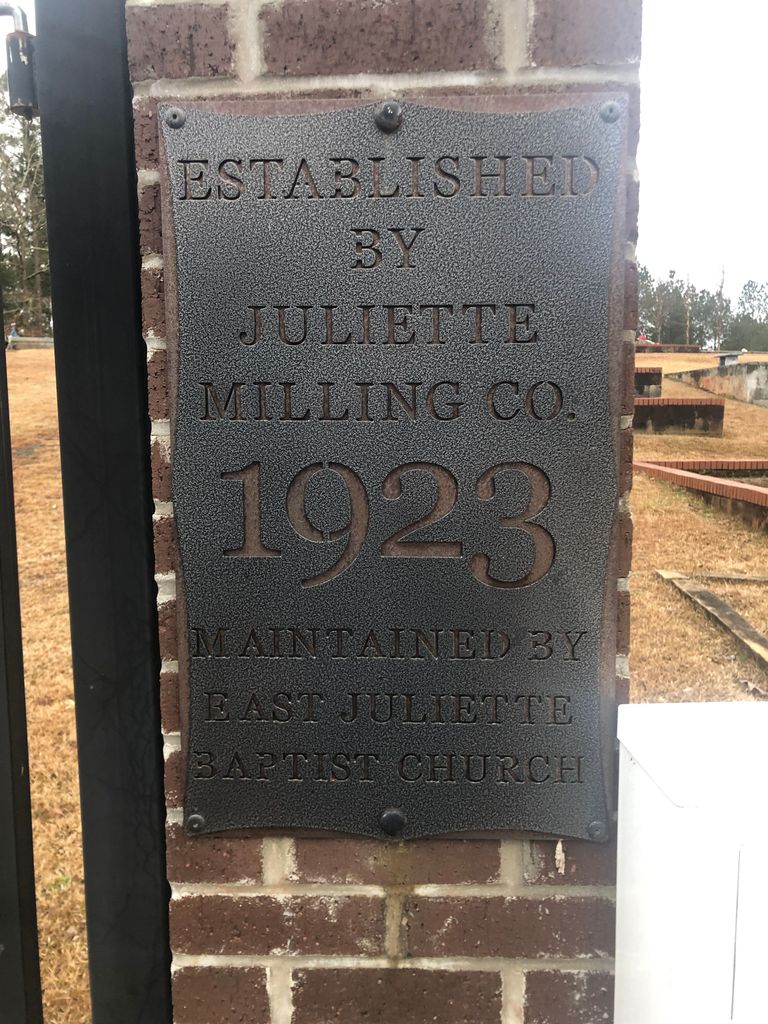 ESTABLISHED
BY
JULIETTE
MILLING CO.
1923
MAINTAINED BY
EAST JULIETTE
BAPTIST CHURCH